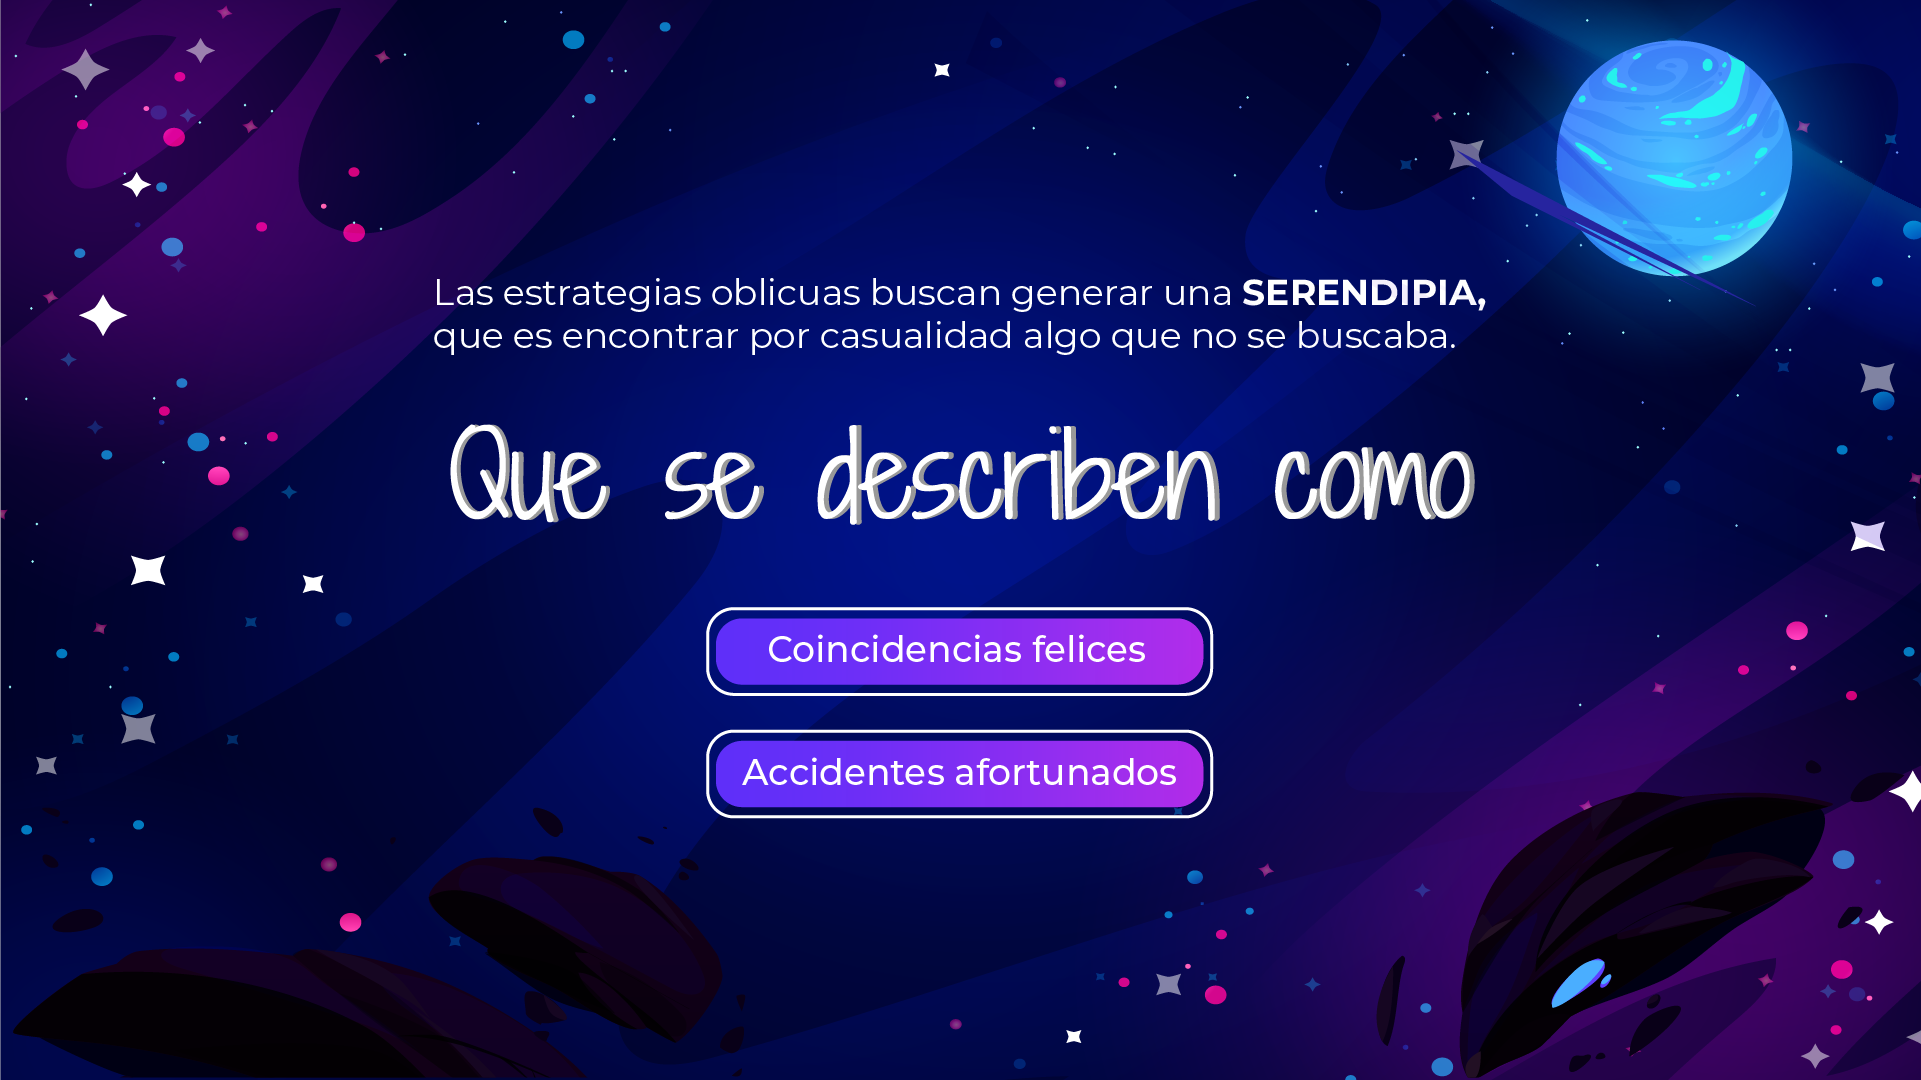 Las estrategias oblicuas buscan generar una SERENDIPIA,
que es encontrar por casualidad algo que no se buscaba.
Que se describen como
Coincidencias felices
Accidentes afortunados